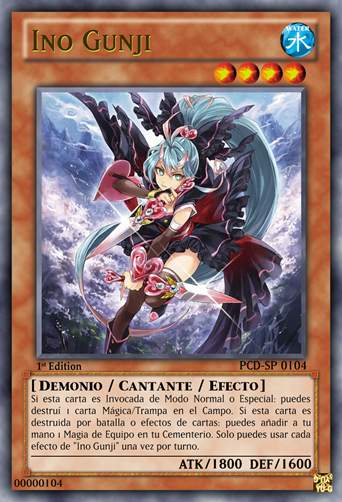 Ino Gunji
WATER
水
1st Edition
PCD-SP 0104
[Demonio / Cantante / Efecto]
Si esta carta es Invocada de Modo Normal o Especial: puedes
destruí 1 carta Mágica/Trampa en el Campo. Si esta carta es
destruida por batalla o efectos de cartas: puedes añadir a tu
mano 1 Magia de Equipo en tu Cementerio. Solo puedes usar cada
efecto de "Ino Gunji" una vez por turno.
ATK/1800 DEF/1600
00000104